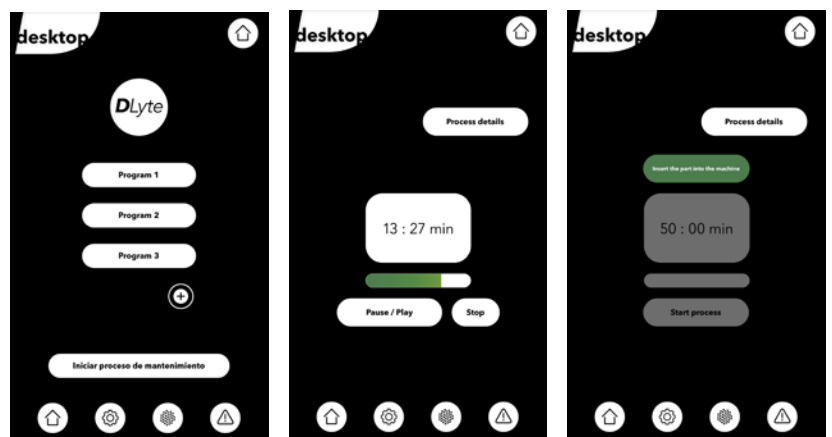 desktop
DLyte
Program 1
Program 2
Program 3
Iniciar proceso de mantenimiento
desktop
Process details
13 : 27 min
Pause / Play
Stop
desktop
Process details
Insert the part into the machine
50 : 00 min
Start process